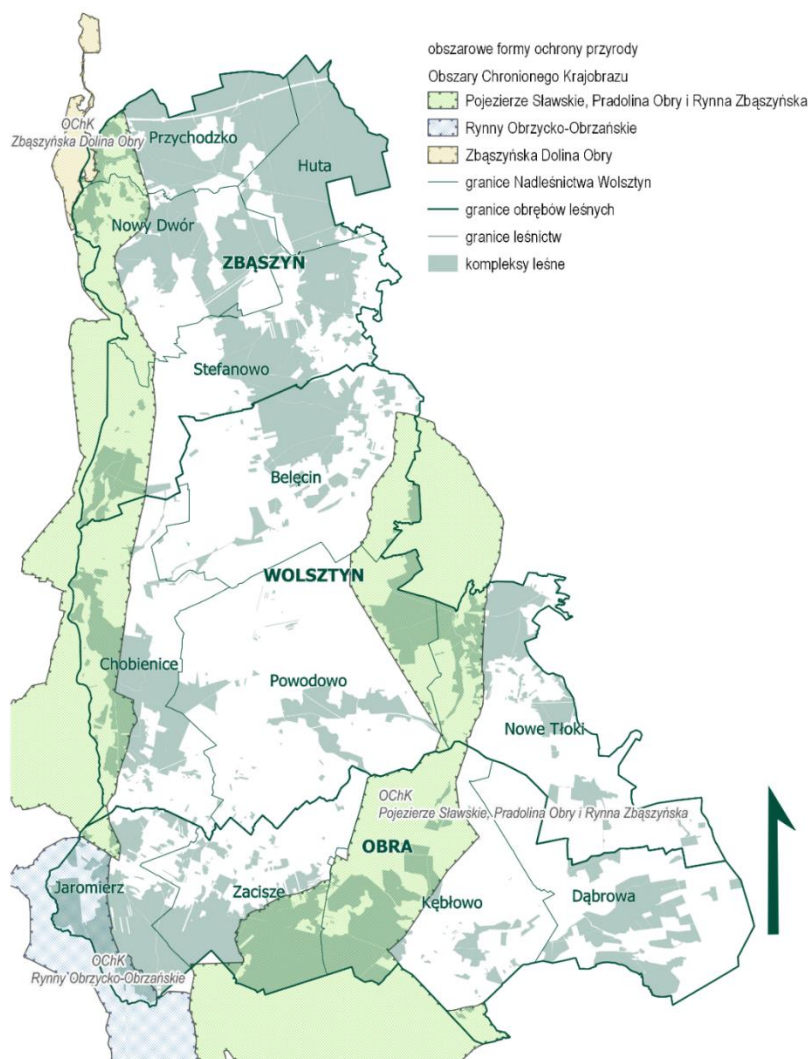 obszarowe formy ochrony przyrody
Obszary Chronionego Krajobrazu
Pojezierze Sławskie, Pradolina Obry i Rynna Zbąszyńska
Rynny Obrzycko-Obrzańskie
Zbąszyńska Dolina Obry
granice Nadleśnictwa Wolsztyn
granice obrębów leśnych
granice leśnictw
kompleksy leśne
OChK
Zbąszyńska Dolina Obry
Przychodzko
Huta
Nowy Dwór
ZBĄSZYŃ
Stefanowo
Belęcin
WOLSZTYN
Chobienice
Powodowo
Nowe Tłoki
OChK
Pojezierze Sławskie, Pradolina Obry i Rynna Zbąszyńska
OBRA
Jaromierz
Zacisze
Kębłowo
Dąbrowa
OChK
Rynny Obrzycko-Obrzańskie